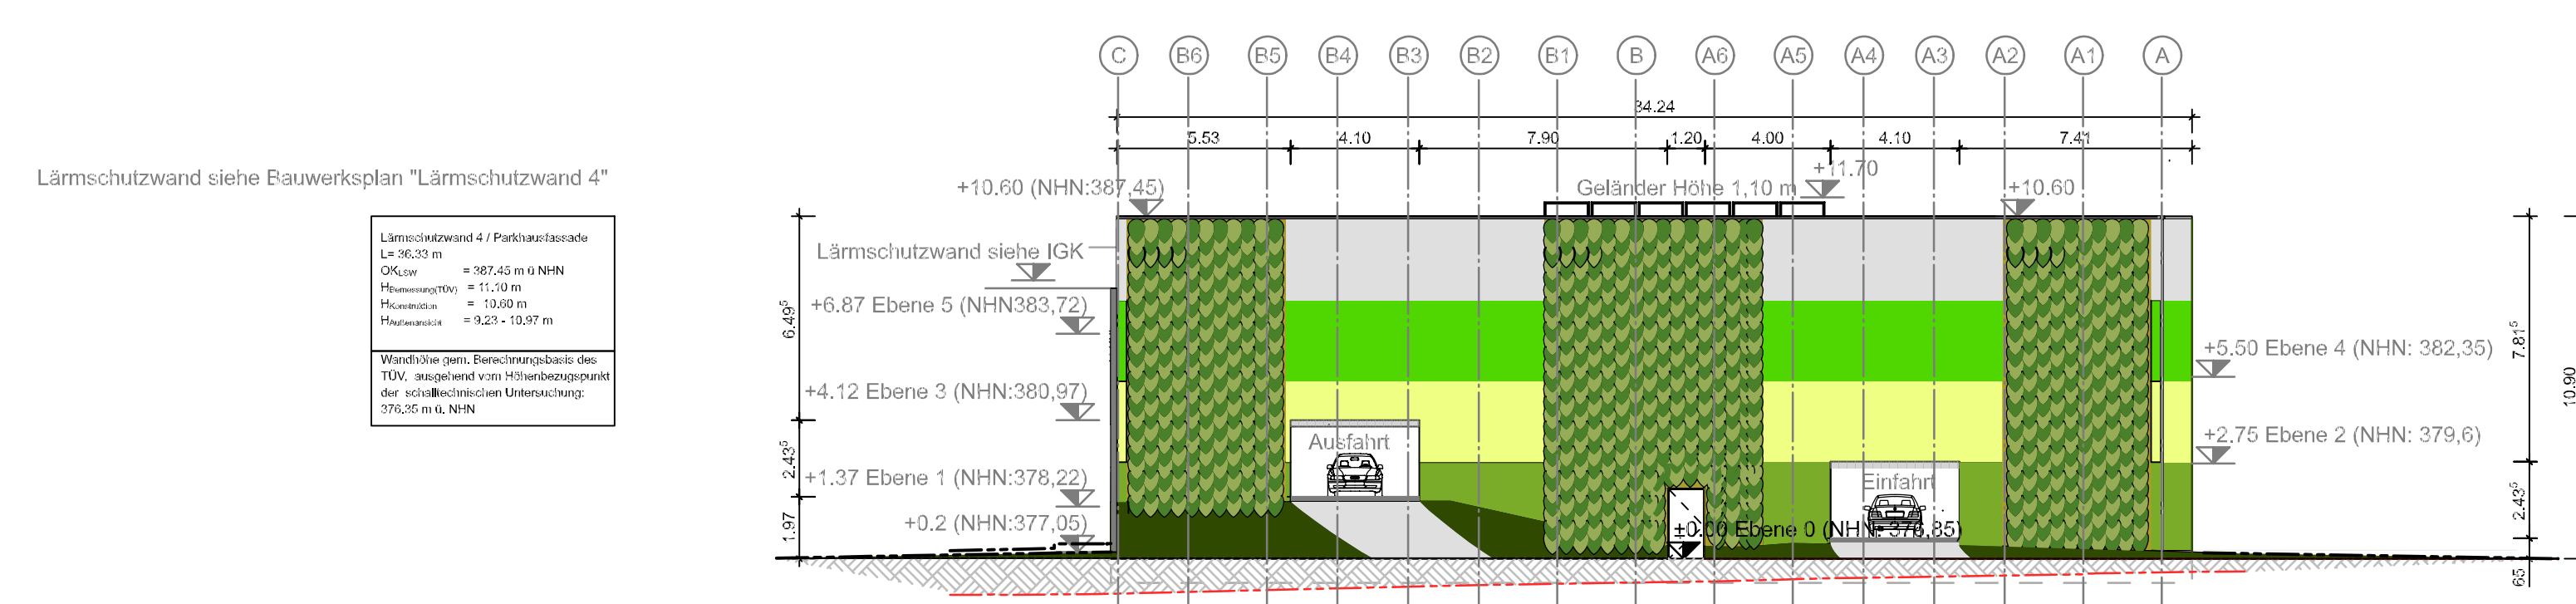 C B6 B5 B4 B3 B2 B1 B A6 A5 A4 A3 A2 A1 A
34.24
5.53 4.10 7.90 1.20 4.00 4.10 7.41
Lärmschutzwand siehe Bauwerksplan "Lärmschutzwand 4"
+10.60 (NHN:387,45)
Geländer Höhe 1,10 m
+11.70
+10.60
Lärmschutzwand 4 / Parkhausfassade
L= 36.33 m
OKLSW = 387.45 m ü NHN
HBemessung(TÜV) = 11.10 m
HKonstruktion = 10.60 m
HAußenansicht = 9.23 - 10.97 m
Wandhöhe gem. Berechnungsbasis des
TÜV, ausgehend vom Höhenbezugspunkt
der schalltechnischen Untersuchung:
376,35 m ü. NHN
Lärmschutzwand siehe IGK
+6.87 Ebene 5 (NHN383,72)
+4.12 Ebene 3 (NHN:380,97)
+1.37 Ebene 1 (NHN:378,22)
+0.2 (NHN:377,05)
6.49⁵
2.43⁵
1.97
Ausfahrt
Einfahrt
±0.00 Ebene 0 (NHN: 376,85)
+5.50 Ebene 4 (NHN: 382,35)
+2.75 Ebene 2 (NHN: 379,6)
7.81⁵
2.43⁵
65
10.90